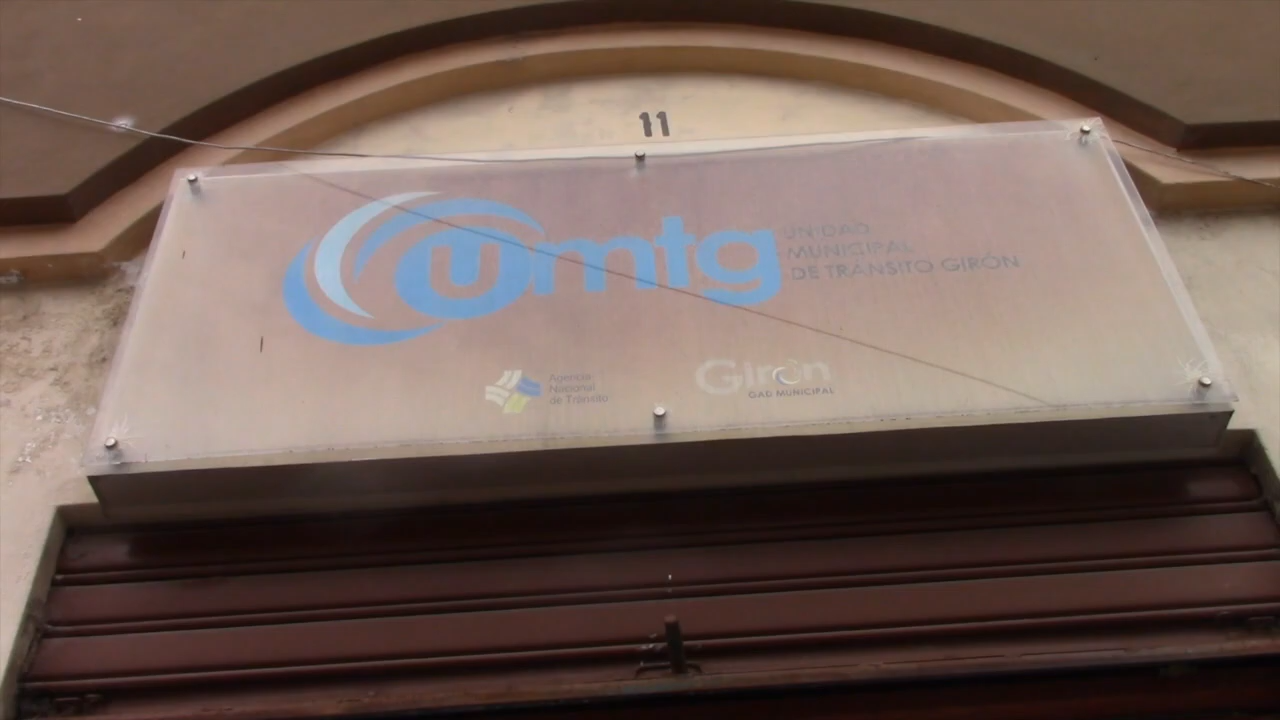 11
umtg
UNIDAD
MUNICIPAL
DE TRÁNSITO GIRÓN
Agencia
Nacional
de Tránsito
Girón
GAD MUNICIPAL